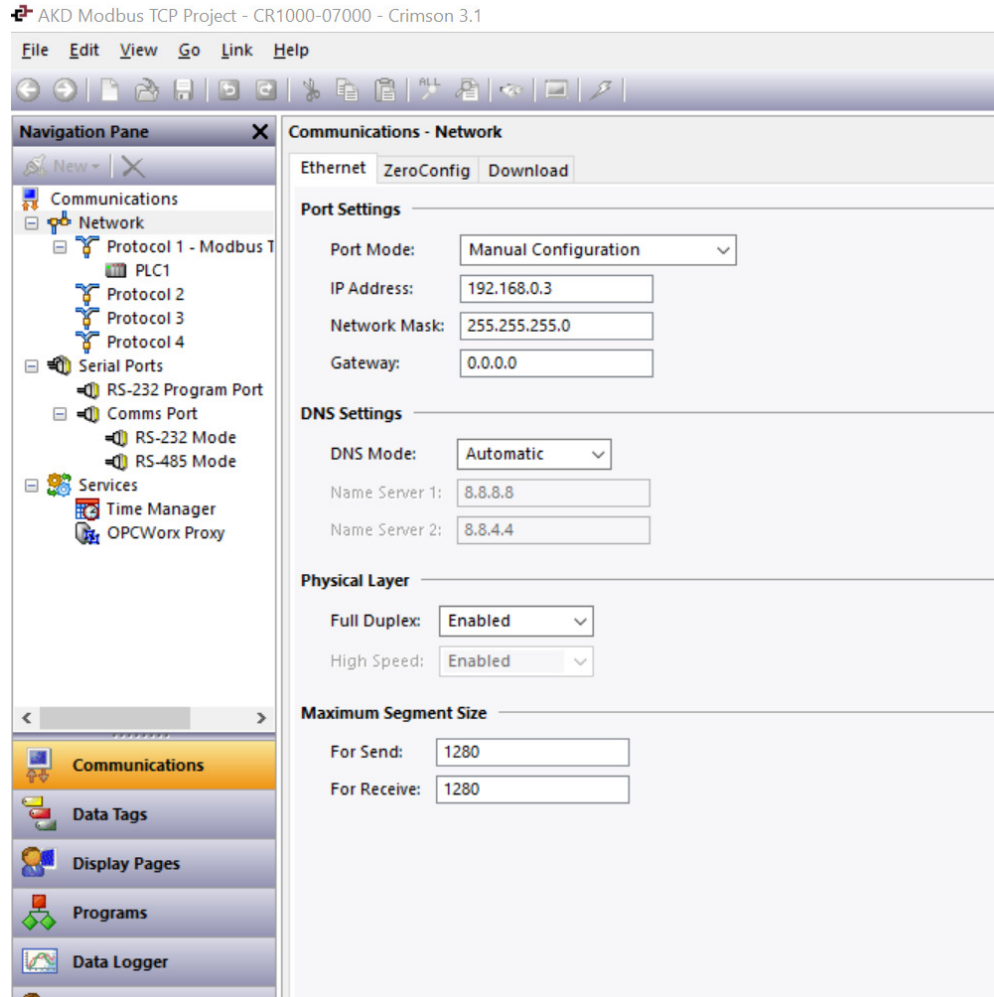 AKD Modbus TCP Project - CR1000-07000 - Crimson 3.1
File Edit View Go Link Help
ALL
Navigation Pane
New
Communications
Network
Protocol 1 - Modbus T
PLC1
Protocol 2
Protocol 3
Protocol 4
Serial Ports
RS-232 Program Port
Comms Port
RS-232 Mode
RS-485 Mode
Services
Time Manager
OPCWorx Proxy
Communications
Data Tags
Display Pages
Programs
Data Logger
Communications - Network
Ethernet ZeroConfig Download
Port Settings
Port Mode: Manual Configuration
IP Address: 192.168.0.3
Network Mask: 255.255.255.0
Gateway: 0.0.0.0
DNS Settings
DNS Mode: Automatic
Name Server 1: 8.8.8.8
Name Server 2: 8.8.4.4
Physical Layer
Full Duplex: Enabled
High Speed: Enabled
Maximum Segment Size
For Send: 1280
For Receive: 1280